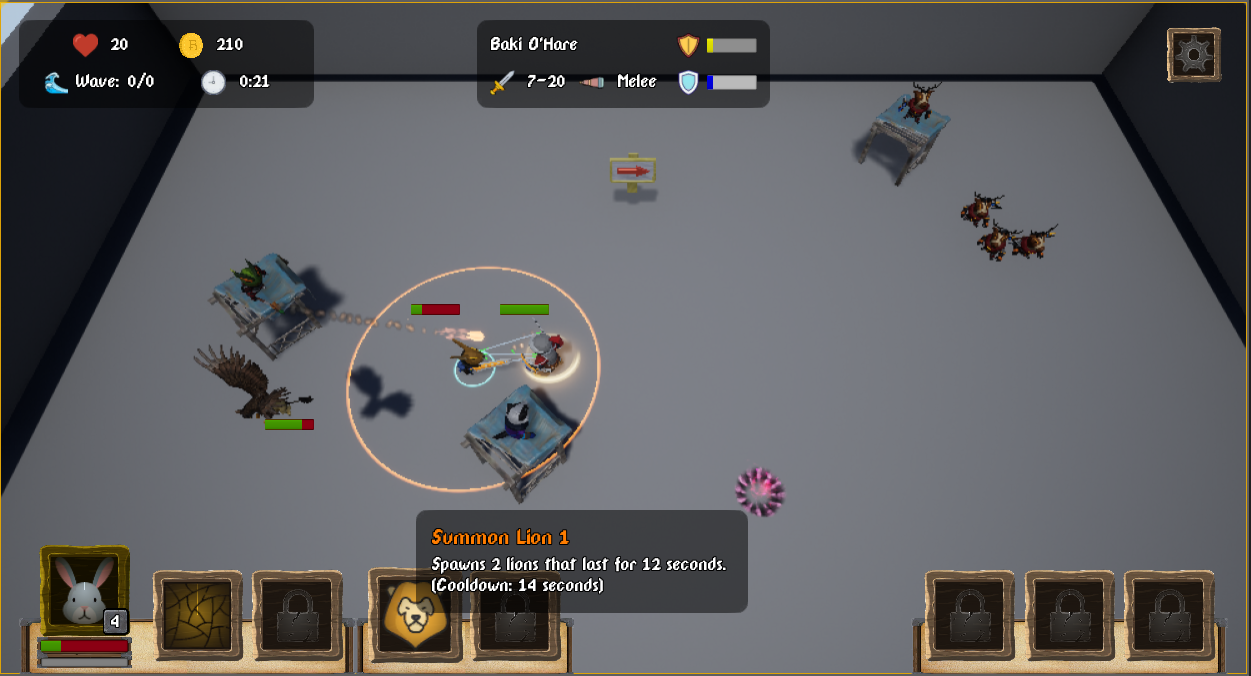 20
210
Wave: 0/0
0:21
Baki O'Hare
7-20
Melee
Summon Lion 1
Spawns 2 lions that last for 12 seconds.
(Cooldown: 14 seconds)
4